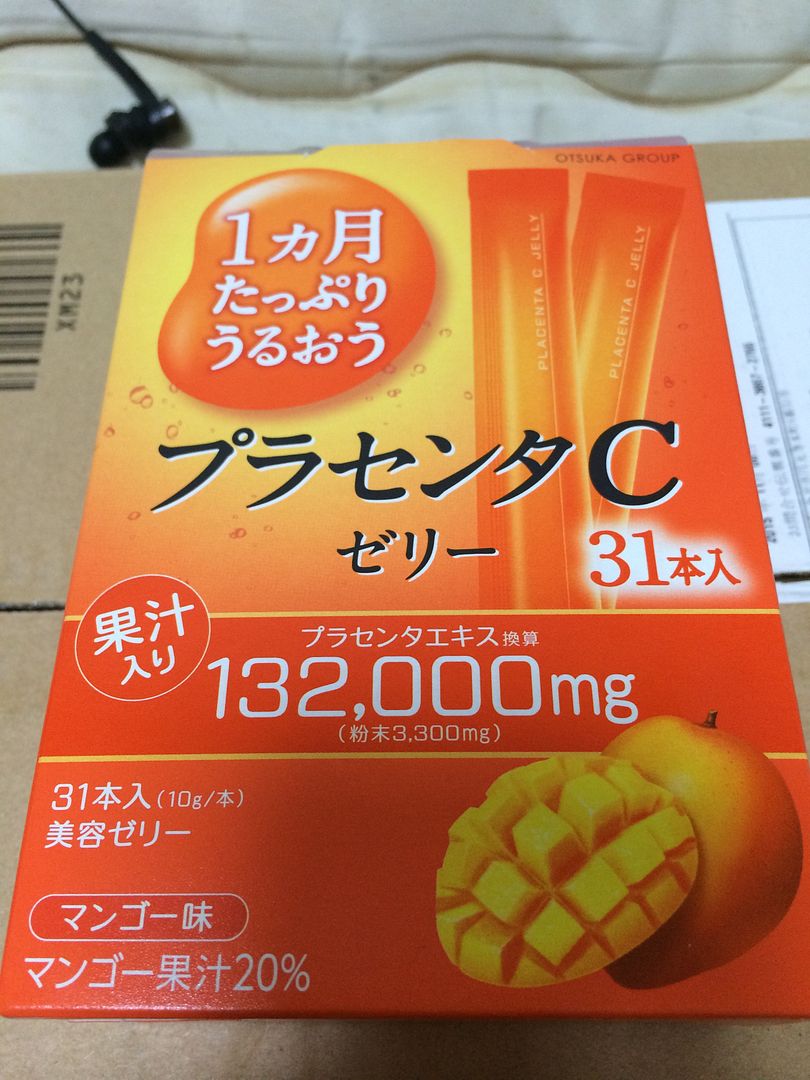 OTSUKA GROUP
1ヵ月
たっぷり
うるおう
PLACENTA C JELLY
PLACENTA C JELLY
プラセンタC
ゼリー
31本入
果汁
入り
プラセンタエキス換算
132,000mg
(粉末3,300mg)
31本入(10g/本)
美容ゼリー
マンゴー味
マンゴー果汁20%
XM23